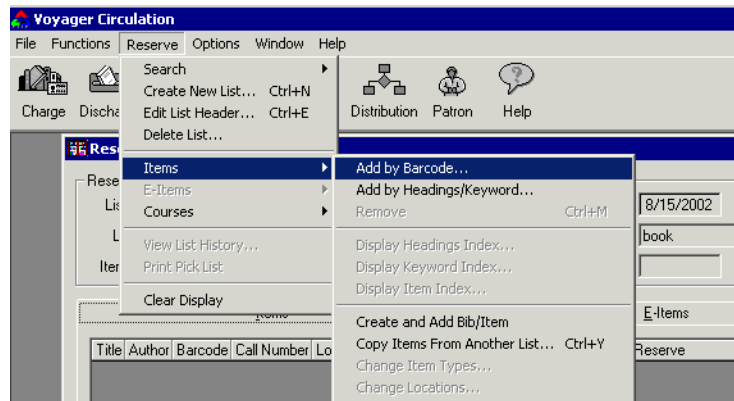 Voyager Circulation
File Functions Reserve Options Window Help
Charge Distribution Patron Help
Search
Create New List... Ctrl+N
Edit List Header... Ctrl+E
Delete List...
Items
E-Items
Courses
View List History...
Print Pick List
Clear Display
Add by Barcode...
Add by Headings/Keyword...
Remove Ctrl+M
Display Headings Index...
Display Keyword Index...
Display Item Index...
Create and Add Bib/Item
Copy Items From Another List... Ctrl+Y
Change Item Types...
Change Locations...
8/15/2002
book
E-Items
Title Author Barcode Call Number Lo
Reserve